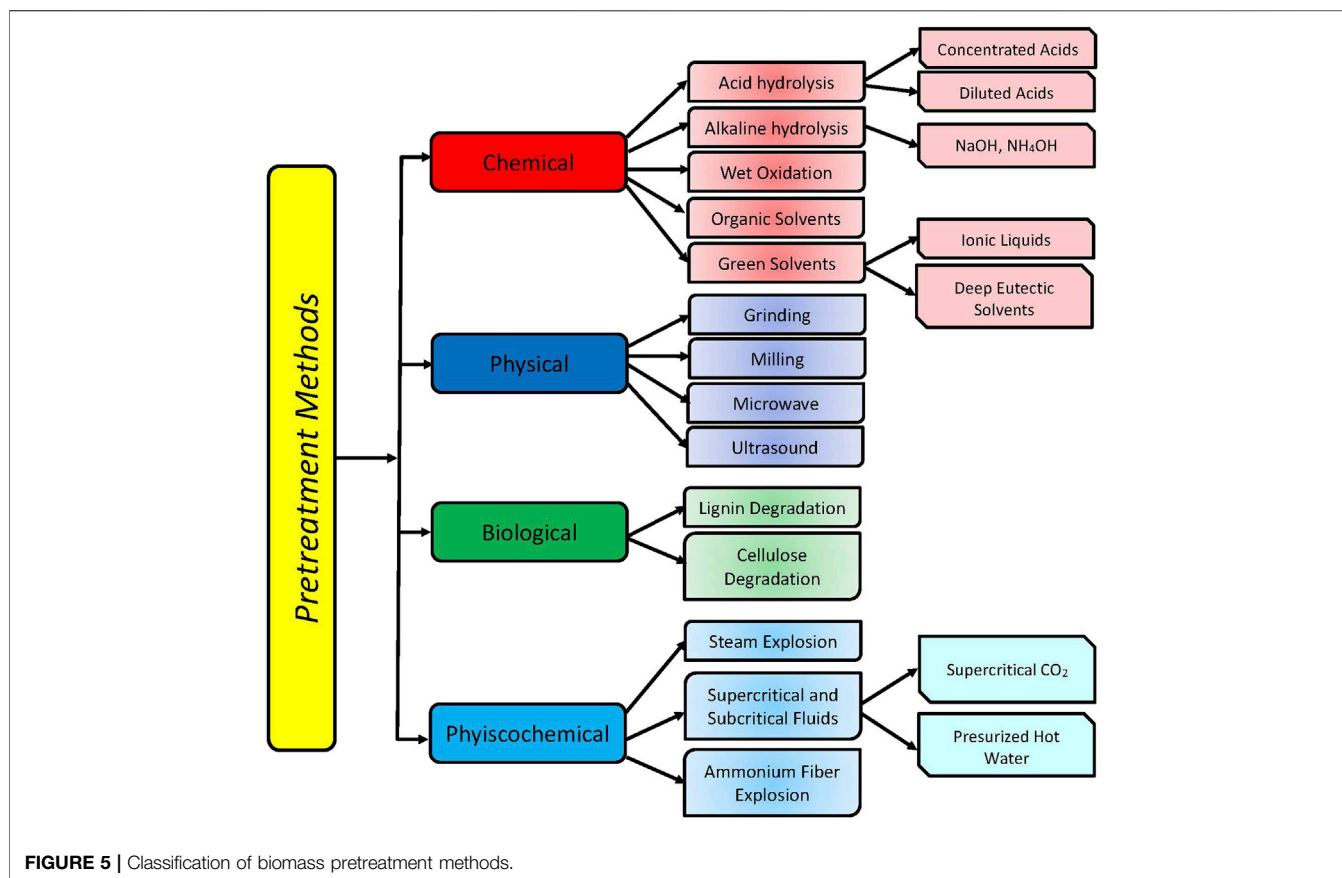 Pretreatment Methods
Chemical
Acid hydrolysis
Concentrated Acids
Diluted Acids
Alkaline hydrolysis
NaOH, NH₄OH
Wet Oxidation
Organic Solvents
Green Solvents
Ionic Liquids
Deep Eutectic
Solvents
Physical
Grinding
Milling
Microwave
Ultrasound
Biological
Lignin Degradation
Cellulose
Degradation
Phyiscochemical
Steam Explosion
Supercritical and
Subcritical Fluids
Supercritical CO₂
Presurized Hot
Water
Ammonium Fiber
Explosion
FIGURE 5 | Classification of biomass pretreatment methods.